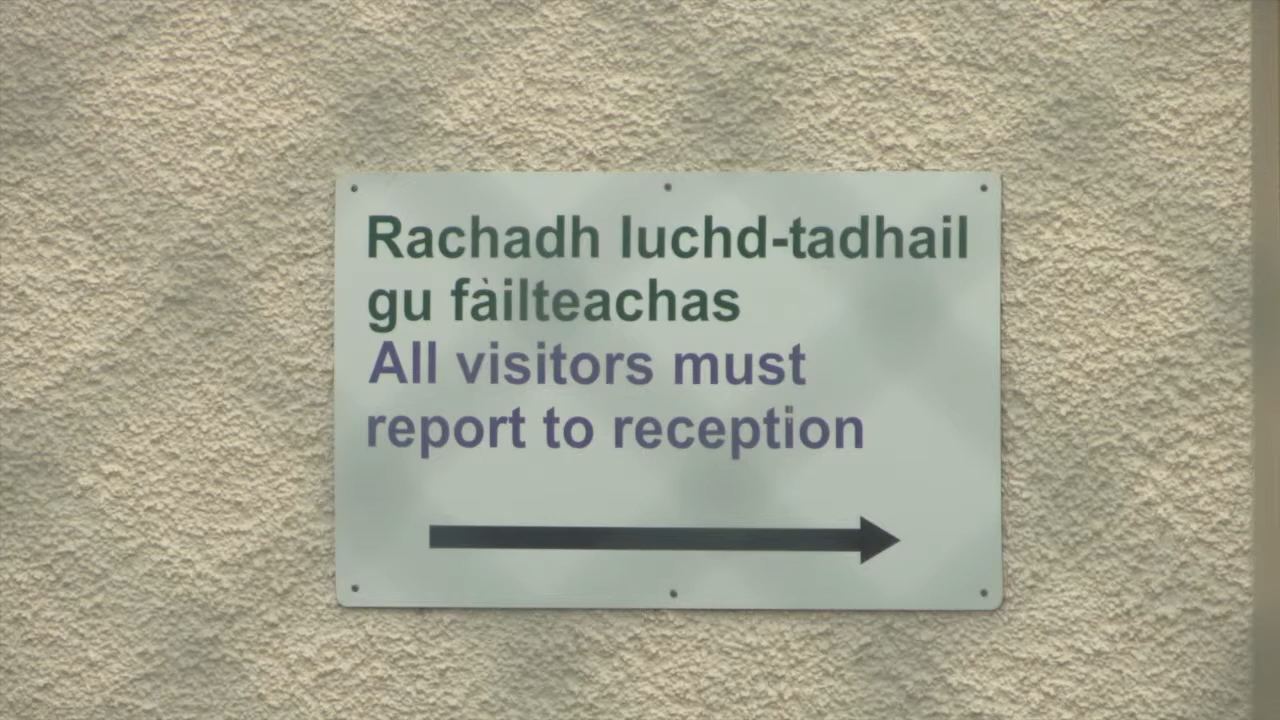 Rachadh luchd-tadhail
gu fàilteachas
All visitors must
report to reception